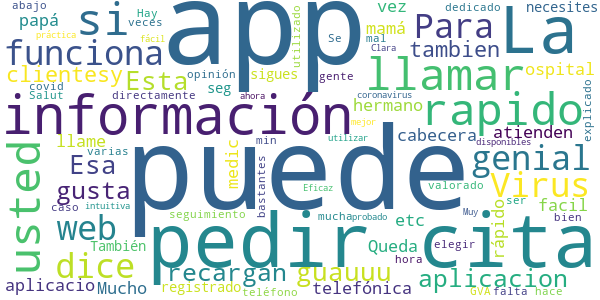 abajo Hay app La dedicado necesites
papá veces si utilizado vez mamá Para Se mal
funciona opinión tambien
clientesy Esta sigues llamar Clara gente ospital
covid Salut directamente seg práctica fácil ahora
información coronavirus hermano rapido explicado
usted llame varias min puede utilizar cabecera atienden
Esa medic mejor disponibles genial
gusta bastantes valorado Virus
caso intuitiva Eficaz ser facil
web seguimiento pedir cita mucha probado etc rápido Muy bien
También Queda elegir
dice recargan guauuu hora aplicacion
aplicacio Mucho registrado teléfono telefónica GVA falta hace